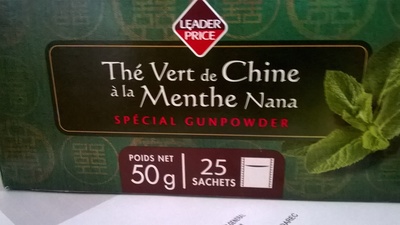 LEADER
PRICE
Thé Vert de Chine
à la Menthe Nana
SPÉCIAL GUNPOWDER
POIDS NET
50g
25
SACHETS